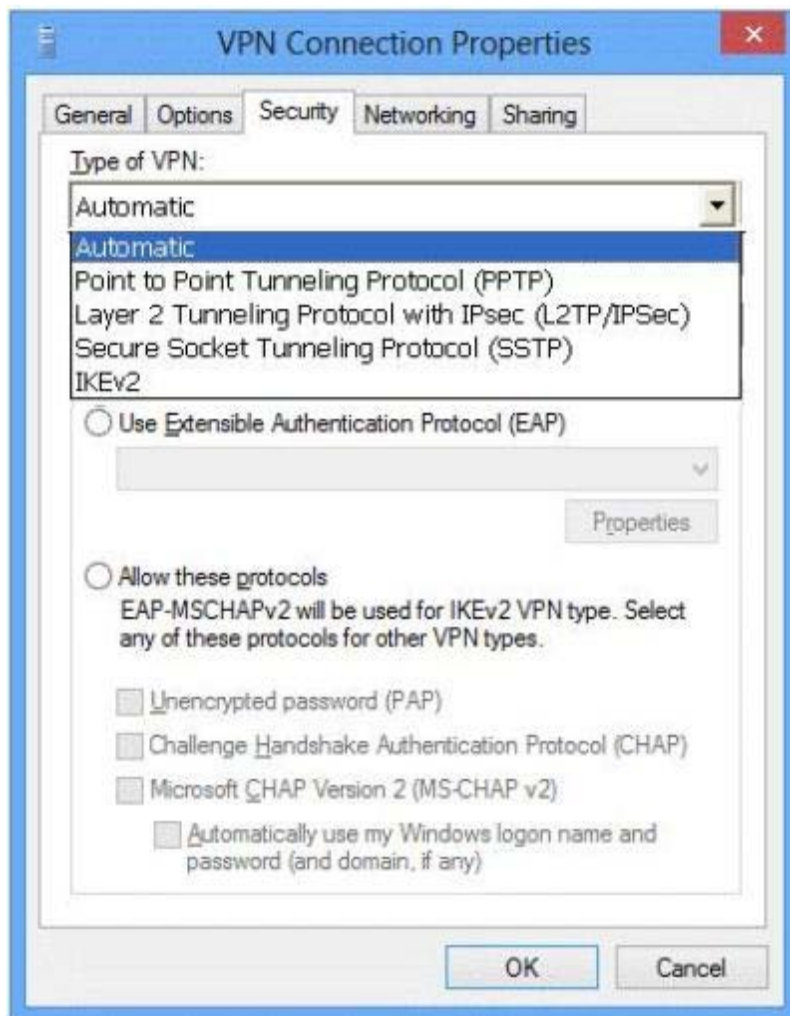 VPN Connection Properties
General Options Security Networking Sharing
Type of VPN:
Automatic
Automatic
Point to Point Tunneling Protocol (PPTP)
Layer 2 Tunneling Protocol with IPsec (L2TP/IPSec)
Secure Socket Tunneling Protocol (SSTP)
IKEv2
Use Extensible Authentication Protocol (EAP)
Properties
Allow these protocols
EAP-MSCHAPv2 will be used for IKEv2 VPN type. Select
any of these protocols for other VPN types.
Unencrypted password (PAP)
Challenge Handshake Authentication Protocol (CHAP)
Microsoft CHAP Version 2 (MS-CHAP v2)
Automatically use my Windows logon name and
password (and domain, if any)
OK Cancel